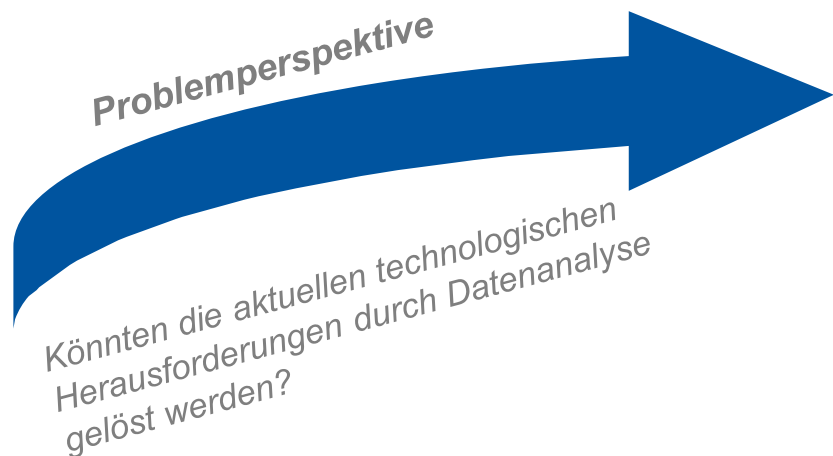 Problemperspektive
Könnten die aktuellen technologischen
Herausforderungen durch Datenanalyse
gelöst werden?